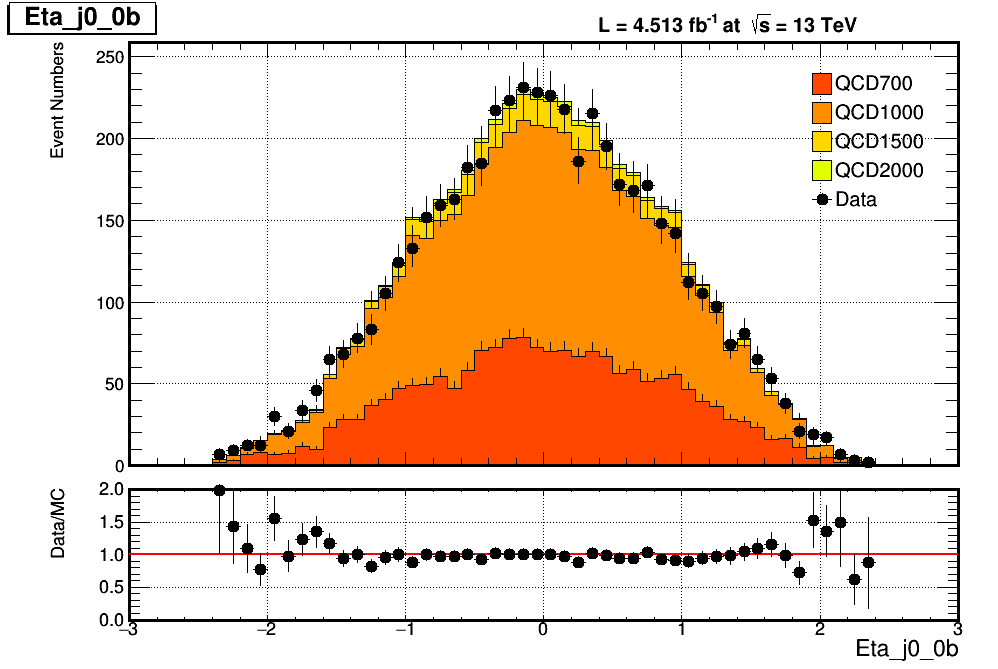 Eta_j0_0b
L = 4.513 fb⁻¹ at √s = 13 TeV
Event Numbers
250
200
150
100
50
0
QCD700
QCD1000
QCD1500
QCD2000
Data
Data/MC
2.0
1.5
1.0
0.5
0.0
−3 −2 −1 0 1 2 3
Eta_j0_0b